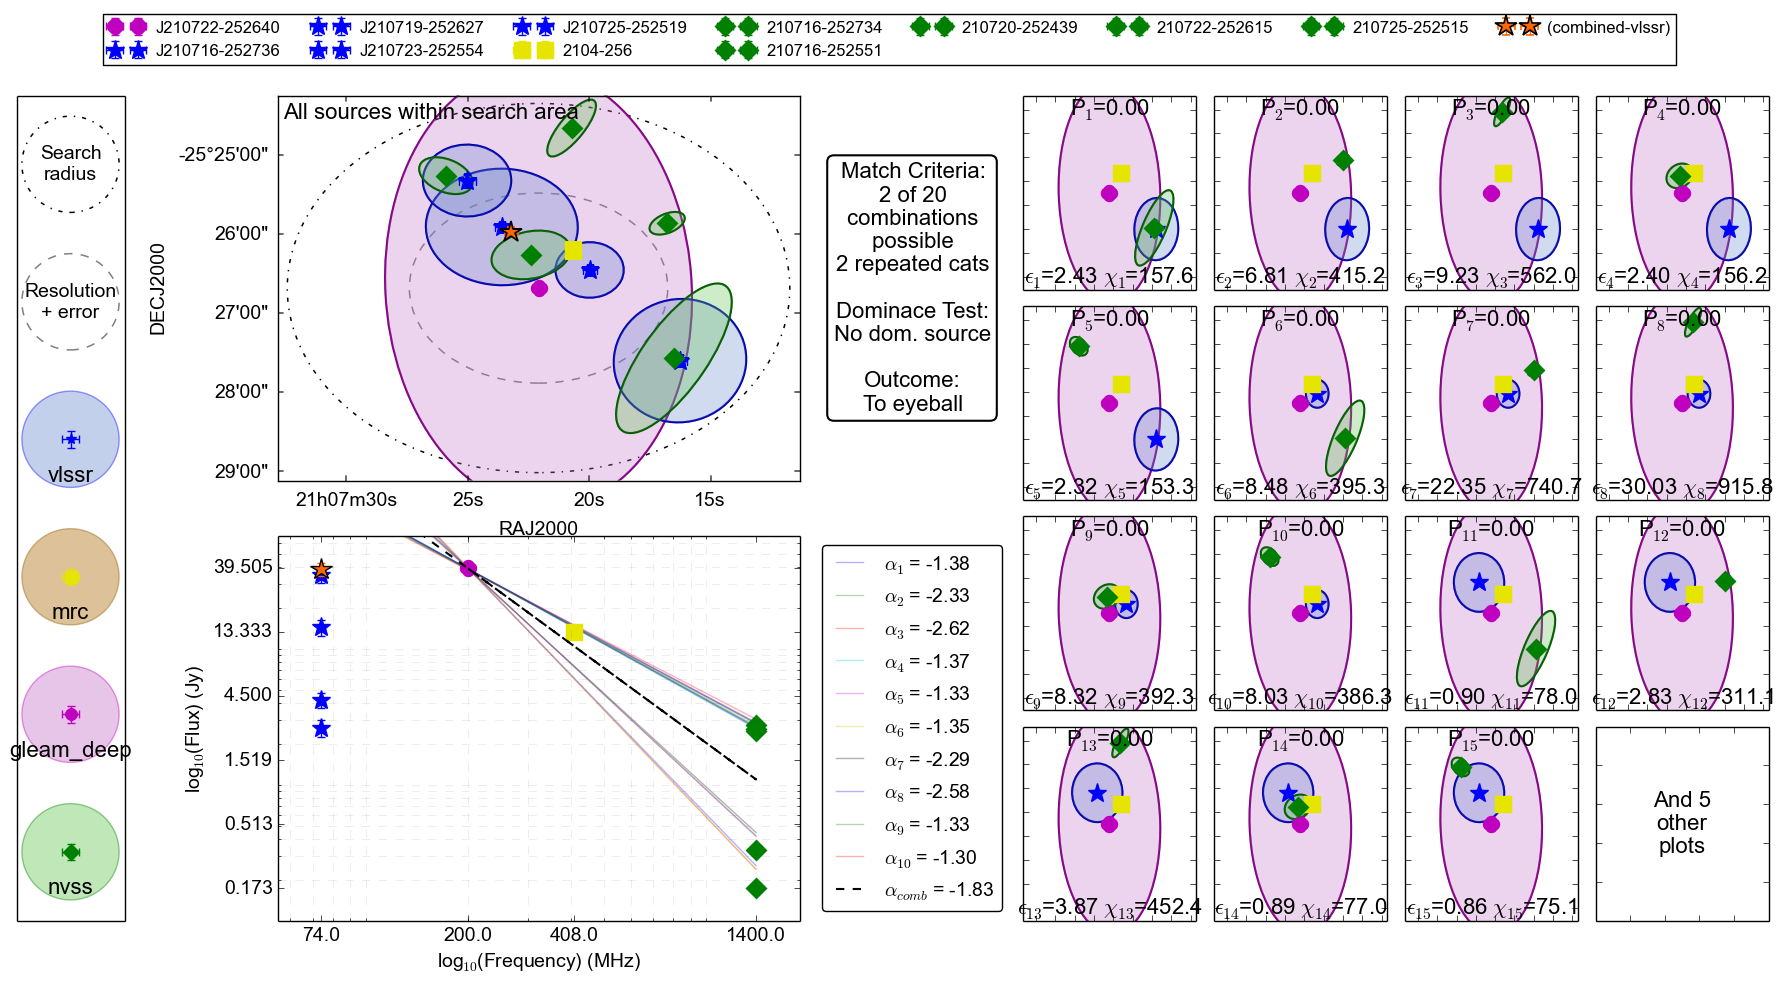 J210722-252640 J210719-252627 J210725-252519 210716-252734 210720-252439 210722-252615 210725-252515 (combined-vlssr)
J210716-252736 J210723-252554 2104-256 210716-252551
Search
radius
Resolution
+ error
vlssr
mrc
gleam_deep
nvss
All sources within search area
DECJ2000
-25°25'00"
26'00"
27'00"
28'00"
29'00"
21h07m30s 25s 20s 15s
RAJ2000
Match Criteria:
2 of 20
combinations
possible
2 repeated cats
Dominace Test:
No dom. source
Outcome:
To eyeball
log10(Flux) (Jy)
39.505
13.333
4.500
1.519
0.513
0.173
74.0 200.0 408.0 1400.0
log10(Frequency) (MHz)
α1 = -1.38
α2 = -2.33
α3 = -2.62
α4 = -1.37
α5 = -1.33
α6 = -1.35
α7 = -2.29
α8 = -2.58
α9 = -1.33
α10 = -1.30
αcomb = -1.83
P1=0.00 P2=0.00 P3=0.00 P4=0.00
ϵ1=2.43 χ1=157.6 ϵ2=6.81 χ2=415.2 ϵ3=9.23 χ3=562.0 ϵ4=2.40 χ4=156.2
P5=0.00 P6=0.00 P7=0.00 P8=0.00
ϵ5=2.32 χ5=153.3 ϵ6=8.48 χ6=395.3 ϵ7=22.35 χ7=740.7 ϵ8=30.03 χ8=915.8
P9=0.00 P10=0.00 P11=0.00 P12=0.00
ϵ9=8.32 χ9=392.3 ϵ10=8.03 χ10=386.3 ϵ11=0.90 χ11=78.0 ϵ12=2.83 χ12=311.1
P13=0.00 P14=0.00 P15=0.00
ϵ13=3.87 χ13=452.4 ϵ14=0.89 χ14=77.0 ϵ15=0.86 χ15=75.1
And 5
other
plots